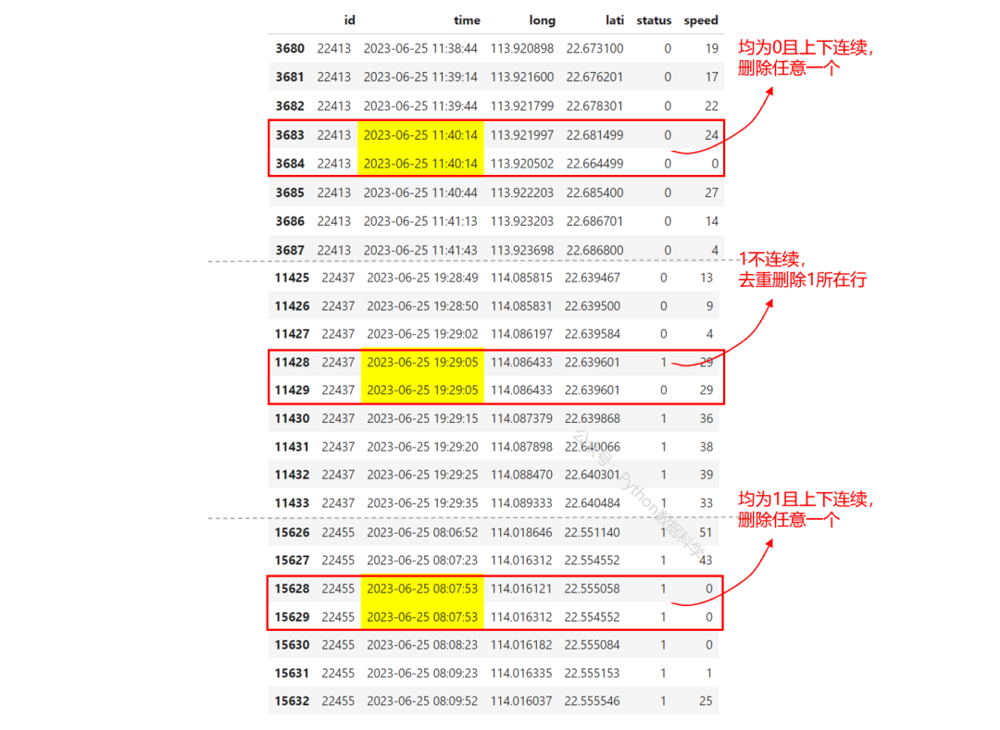 id time long lati status speed
3680 22413 2023-06-25 11:38:44 113.920898 22.673100 0 19
均为0且上下连续，
3681 22413 2023-06-25 11:39:14 113.921600 22.676201 0 17
删除任意一个
3682 22413 2023-06-25 11:39:44 113.921799 22.678301 0 22
3683 22413 2023-06-25 11:40:14 113.921997 22.681499 0 24
3684 22413 2023-06-25 11:40:14 113.920502 22.664499 0 0
3685 22413 2023-06-25 11:40:44 113.922203 22.685400 0 27
3686 22413 2023-06-25 11:41:13 113.923203 22.686701 0 14
3687 22413 2023-06-25 11:41:43 113.923698 22.686800 0 4
1不连续，
去重删除1所在行
11425 22437 2023-06-25 19:28:49 114.085815 22.639467 0 13
11426 22437 2023-06-25 19:28:50 114.085831 22.639500 0 9
11427 22437 2023-06-25 19:29:02 114.086197 22.639584 0 4
11428 22437 2023-06-25 19:29:05 114.086433 22.639601 1 29
11429 22437 2023-06-25 19:29:05 114.086433 22.639601 0 29
11430 22437 2023-06-25 19:29:15 114.087379 22.639868 1 36
11431 22437 2023-06-25 19:29:20 114.087898 22.640066 1 38
11432 22437 2023-06-25 19:29:25 114.088470 22.640301 1 39
11433 22437 2023-06-25 19:29:35 114.089333 22.640484 1 33
公众号：Python数据科学
均为1且上下连续，
删除任意一个
15626 22455 2023-06-25 08:06:52 114.018646 22.551140 1 51
15627 22455 2023-06-25 08:07:23 114.016312 22.554552 1 43
15628 22455 2023-06-25 08:07:53 114.016121 22.555058 1 0
15629 22455 2023-06-25 08:07:53 114.016312 22.554552 1 0
15630 22455 2023-06-25 08:08:23 114.016182 22.555084 1 0
15631 22455 2023-06-25 08:09:23 114.016335 22.555153 1 1
15632 22455 2023-06-25 08:09:52 114.016037 22.555546 1 25